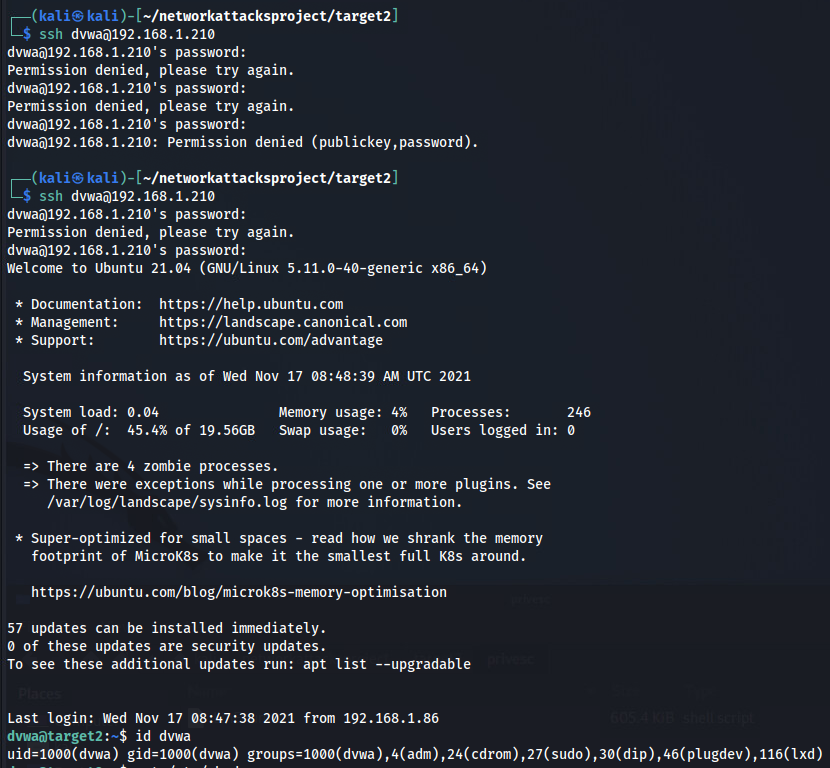 ┌──(kali㉿kali)-[~/networkattacksproject/target2]
└─$ ssh dvwa@192.168.1.210
dvwa@192.168.1.210's password:
Permission denied, please try again.
dvwa@192.168.1.210's password:
Permission denied, please try again.
dvwa@192.168.1.210's password:
dvwa@192.168.1.210: Permission denied (publickey,password).
┌──(kali㉿kali)-[~/networkattacksproject/target2]
└─$ ssh dvwa@192.168.1.210
dvwa@192.168.1.210's password:
Permission denied, please try again.
dvwa@192.168.1.210's password:
Welcome to Ubuntu 21.04 (GNU/Linux 5.11.0-40-generic x86_64)
* Documentation:  https://help.ubuntu.com
* Management:     https://landscape.canonical.com
* Support:        https://ubuntu.com/advantage
System information as of Wed Nov 17 08:48:39 AM UTC 2021
System load: 0.04               Memory usage: 4%   Processes:       246
Usage of /:  45.4% of 19.56GB   Swap usage:   0%   Users logged in: 0
=> There are 4 zombie processes.
=> There were exceptions while processing one or more plugins. See
/var/log/landscape/sysinfo.log for more information.
* Super-optimized for small spaces - read how we shrank the memory
footprint of MicroK8s to make it the smallest full K8s around.
https://ubuntu.com/blog/microk8s-memory-optimisation
57 updates can be installed immediately.
0 of these updates are security updates.
To see these additional updates run: apt list --upgradable
privesc
Places
Last login: Wed Nov 17 08:47:38 2021 from 192.168.1.86
605.4 KiB shell script
dvwa@target2:~$ id dvwa
uid=1000(dvwa) gid=1000(dvwa) groups=1000(dvwa),4(adm),24(cdrom),27(sudo),30(dip),46(plugdev),116(lxd)